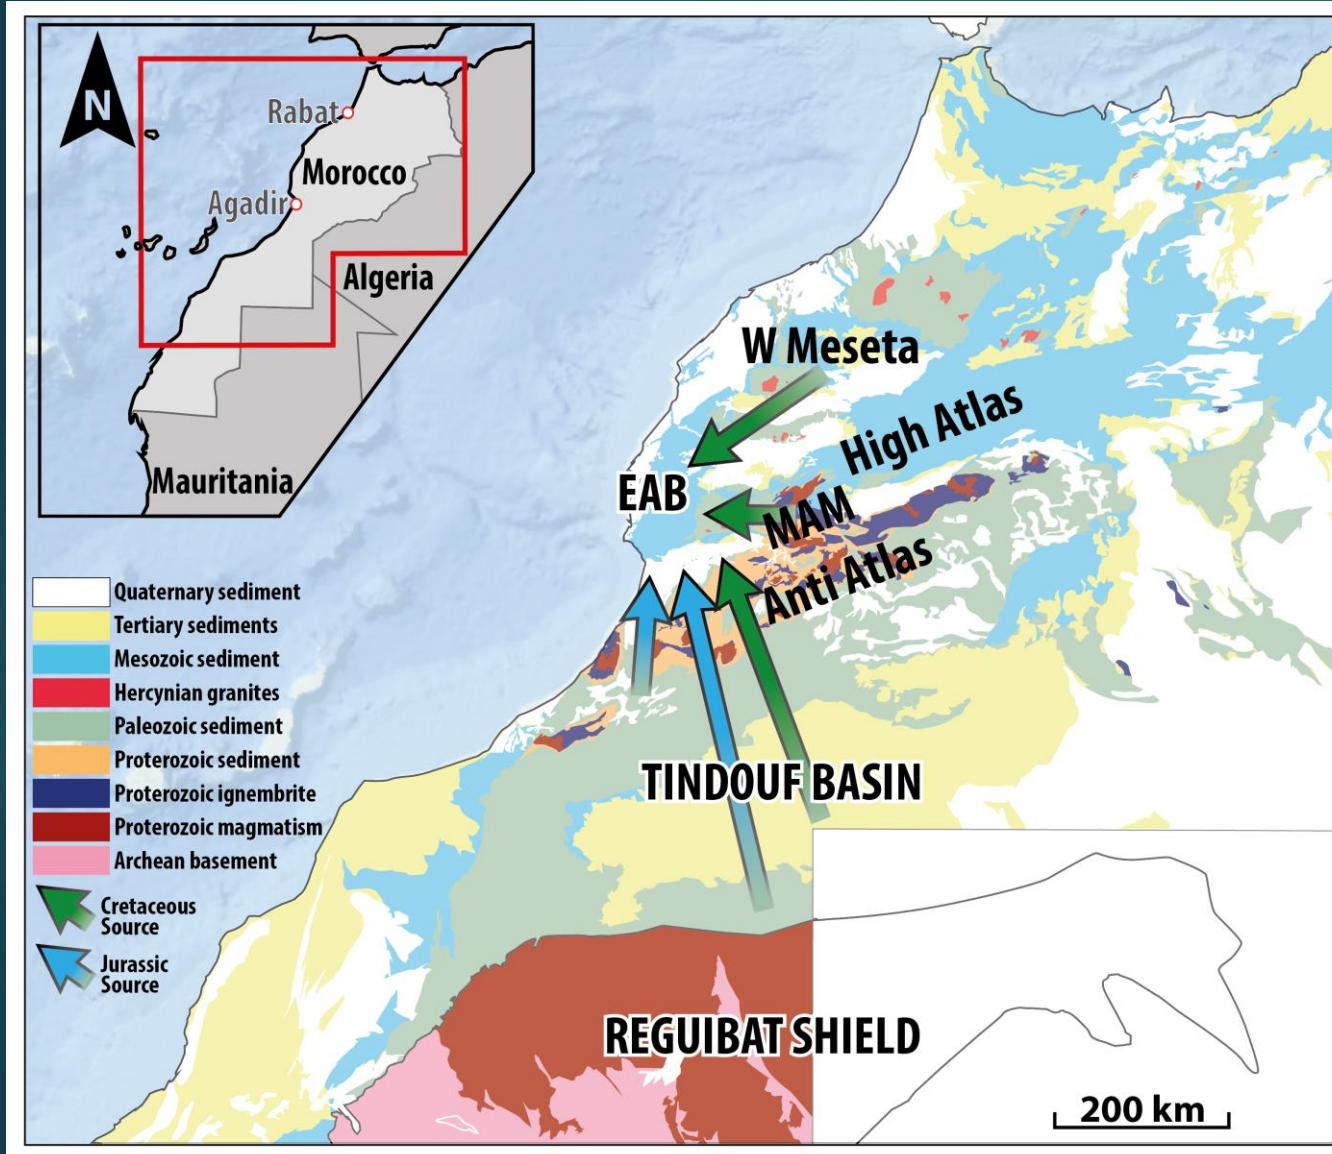 N
Rabat
Morocco
Agadir
Algeria
Mauritania
W Meseta
High Atlas
EAB
MAM
Anti Atlas
Quaternary sediment
Tertiary sediments
Mesozoic sediment
Hercynian granites
Paleozoic sediment
Proterozoic sediment
Proterozoic ignembrite
Proterozoic magmatism
Archean basement
Cretaceous
Source
Jurassic
Source
TINDOUF BASIN
REGUIBAT SHIELD
200 km